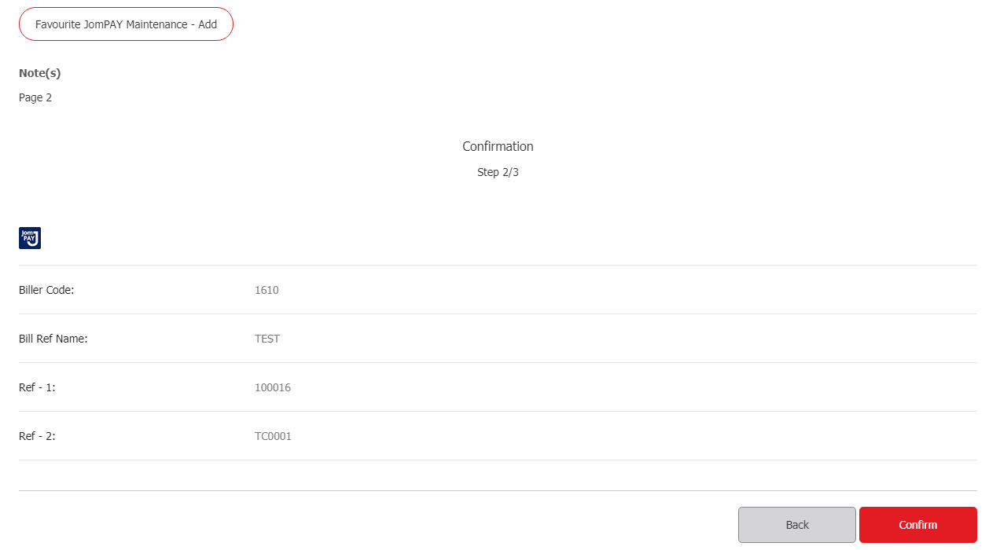 Favourite JomPAY Maintenance - Add
Note(s)
Page 2
Confirmation
Step 2/3
Jom
PAY
Biller Code: 1610
Bill Ref Name: TEST
Ref - 1: 100016
Ref - 2: TC0001
Back Confirm